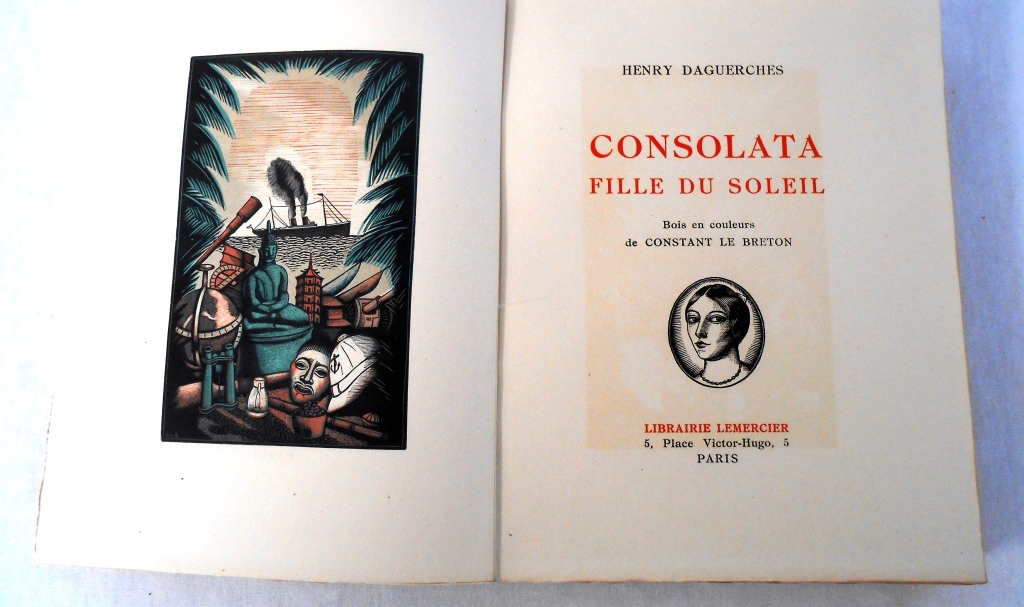 HENRY DAGUERCHES
CONSOLATA
FILLE DU SOLEIL
Bois en couleurs
de CONSTANT LE BRETON
LIBRAIRIE LEMERCIER
5, Place Victor-Hugo, 5
PARIS